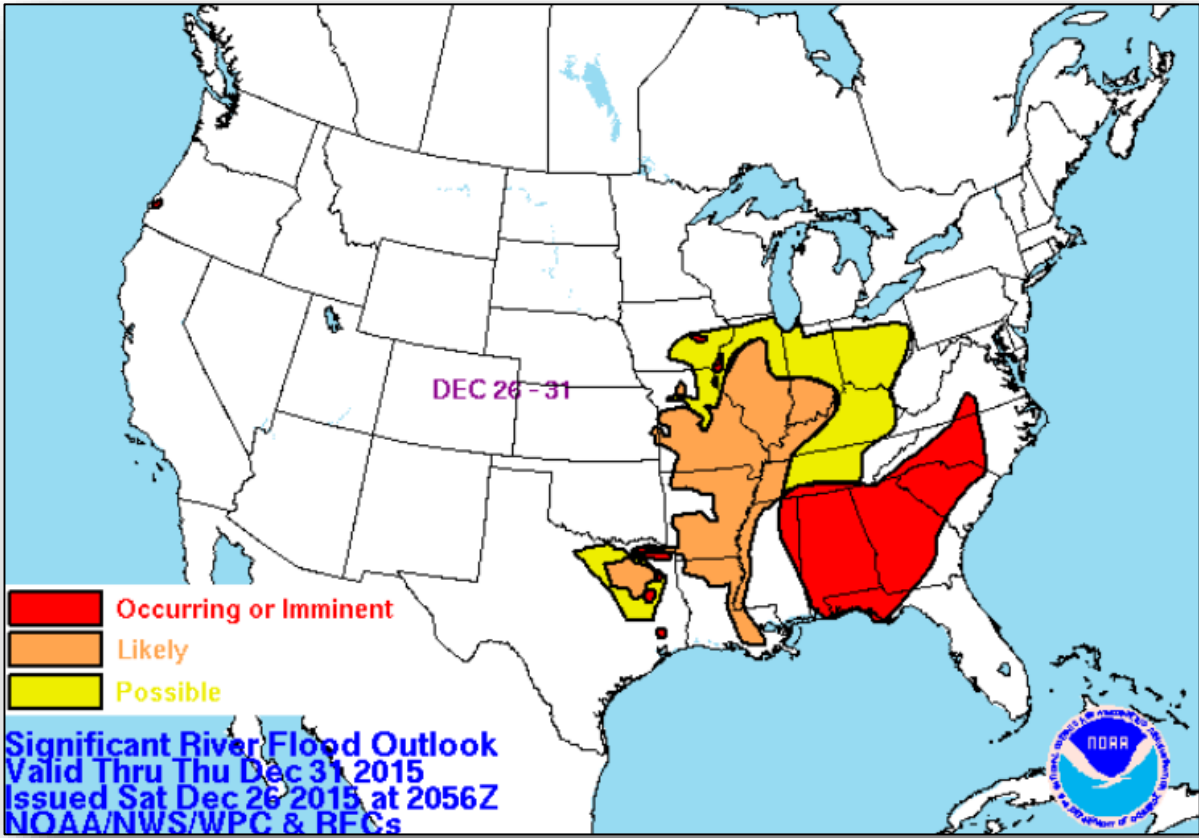 DEC 26 - 31
Occurring or Imminent
Likely
Possible
Significant River Flood Outlook
Valid Thru Thu Dec 31 2015
Issued Sat Dec 26 2015 at 2056Z
NOAA/NWS/WPC & RFCs
NOAA